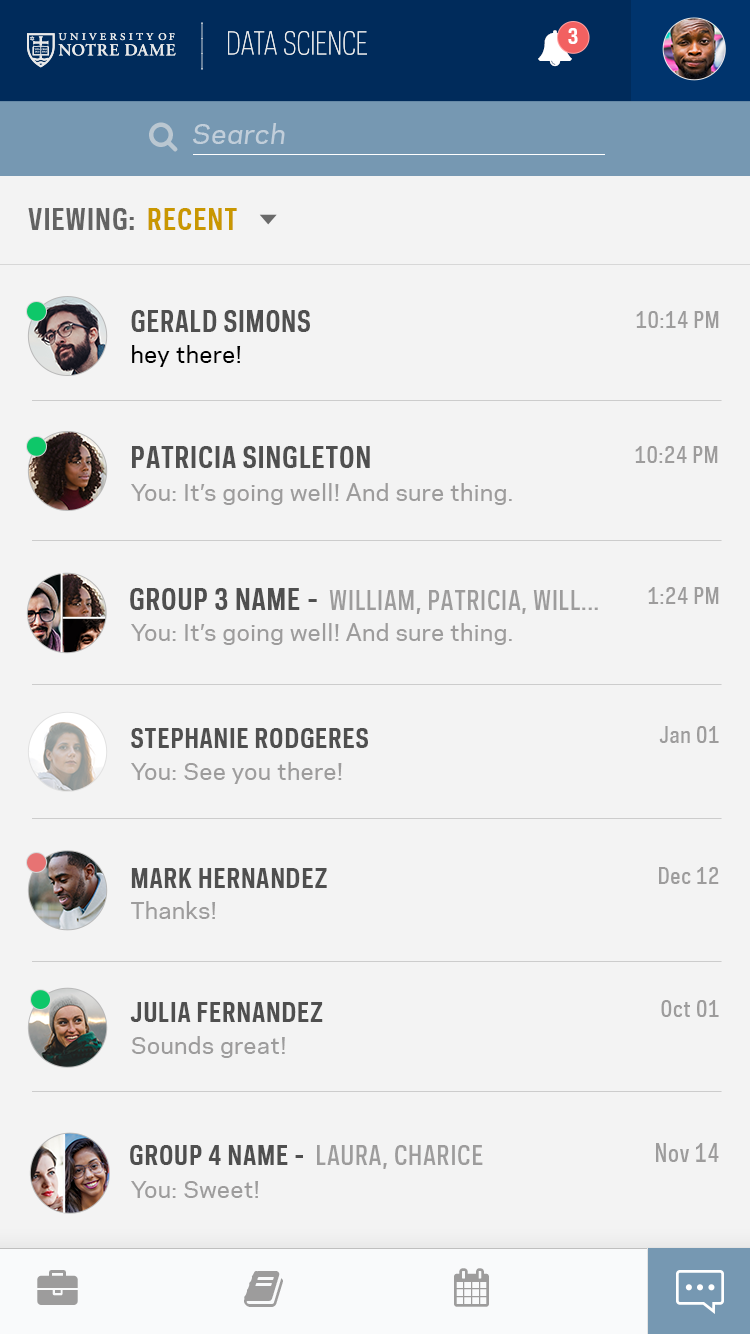 UNIVERSITY OF
NOTRE DAME
DATA SCIENCE
3
Search
VIEWING: RECENT
GERALD SIMONS 10:14 PM
hey there!
PATRICIA SINGLETON 10:24 PM
You: It's going well! And sure thing.
GROUP 3 NAME - WILLIAM, PATRICIA, WILL... 1:24 PM
You: It's going well! And sure thing.
STEPHANIE RODGERES Jan 01
You: See you there!
MARK HERNANDEZ Dec 12
Thanks!
JULIA FERNANDEZ Oct 01
Sounds great!
GROUP 4 NAME - LAURA, CHARICE Nov 14
You: Sweet!